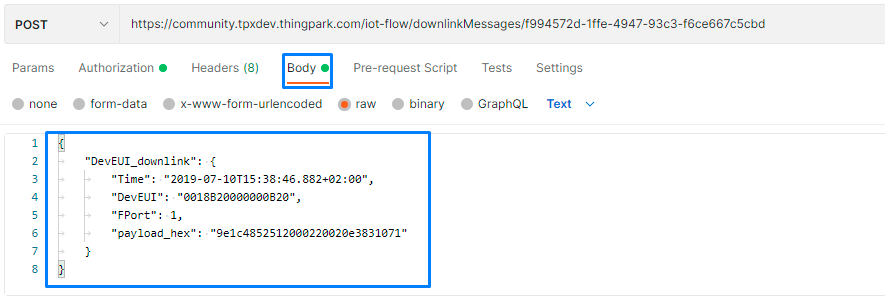 POST https://community.tpxdev.thingpark.com/iot-flow/downlinkMessages/f994572d-1ffe-4947-93c3-f6ce667c5cbd
Params Authorization Headers (8) Body Pre-request Script Tests Settings
none form-data x-www-form-urlencoded raw binary GraphQL Text
1 {
2 "DevEUI_downlink": {
3 "Time": "2019-07-10T15:38:46.882+02:00",
4 "DevEUI": "0018B20000000B20",
5 "FPort": 1,
6 "payload_hex": "9e1c4852512000220020e3831071"
7 }
8 }